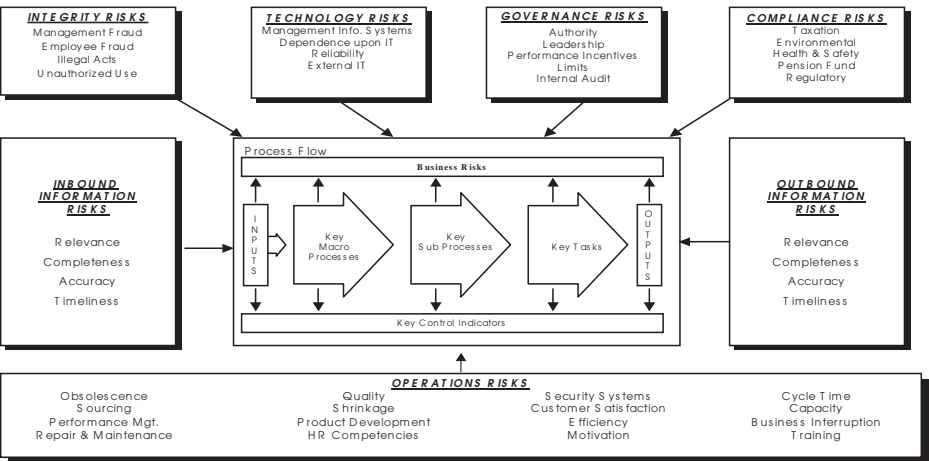 INTEGRITY RISKS
Management Fraud
Employee Fraud
Illegal Acts
Unauthorized Use
TECHNOLOGY RISKS
Management Info. Systems
Dependence upon IT
Reliability
External IT
GOVERNANCE RISKS
Authority
Leadership
Performance Incentives
Limits
Internal Audit
COMPLIANCE RISKS
Taxation
Environmental
Health & Safety
Pension Fund
Regulatory
INBOUND
INFORMATION
RISKS
Relevance
Completeness
Accuracy
Timeliness
Process Flow
Business Risks
INPUTS
Key
Macro
Processes
Key
Sub Processes
Key Tasks
OUTPUTS
Key Control Indicators
OUTBOUND
INFORMATION
RISKS
Relevance
Completeness
Accuracy
Timeliness
OPERATIONS RISKS
Obsolescence
Sourcing
Performance Mgt.
Repair & Maintenance
Quality
Shrinkage
Product Development
HR Competencies
Security Systems
Customer Satisfaction
Efficiency
Motivation
Cycle Time
Capacity
Business Interruption
Training